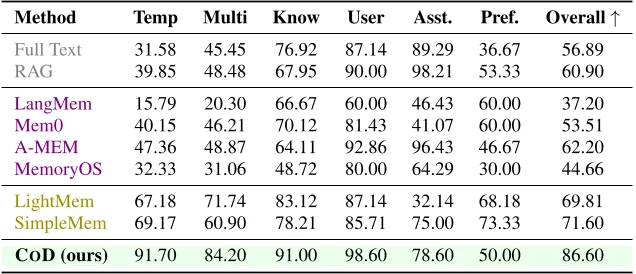 Method Temp Multi Know User Asst. Pref. Overall ↑
Full Text 31.58 45.45 76.92 87.14 89.29 36.67 56.89
RAG 39.85 48.48 67.95 90.00 98.21 53.33 60.90
LangMem 15.79 20.30 66.67 60.00 46.43 60.00 37.20
Mem0 40.15 46.21 70.12 81.43 41.07 60.00 53.51
A-MEM 47.36 48.87 64.11 92.86 96.43 46.67 62.20
MemoryOS 32.33 31.06 48.72 80.00 64.29 30.00 44.66
LightMem 67.18 71.74 83.12 87.14 32.14 68.18 69.81
SimpleMem 69.17 60.90 78.21 85.71 75.00 73.33 71.60
COD (ours) 91.70 84.20 91.00 98.60 78.60 50.00 86.60